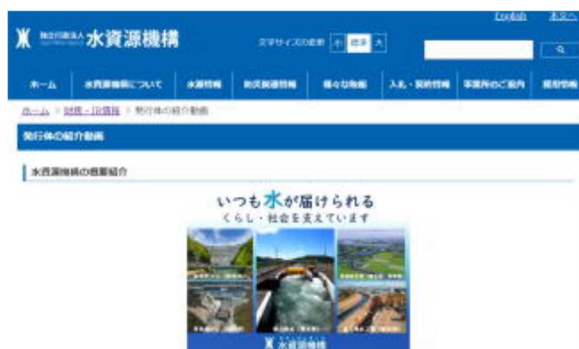 English 本文へ
独立行政法人 水資源機構
文字サイズの変更 小 標準 大
ホーム 水資源機構について 水源情報 防災関連情報 様々な取組 入札・契約情報 事業所のご案内 採用情報
ホーム > 財務・IR情報 > 発行体の紹介動画
発行体の紹介動画
水資源機構の概要紹介
いつも水が届けられる
くらし・社会を支えています
水資源機構